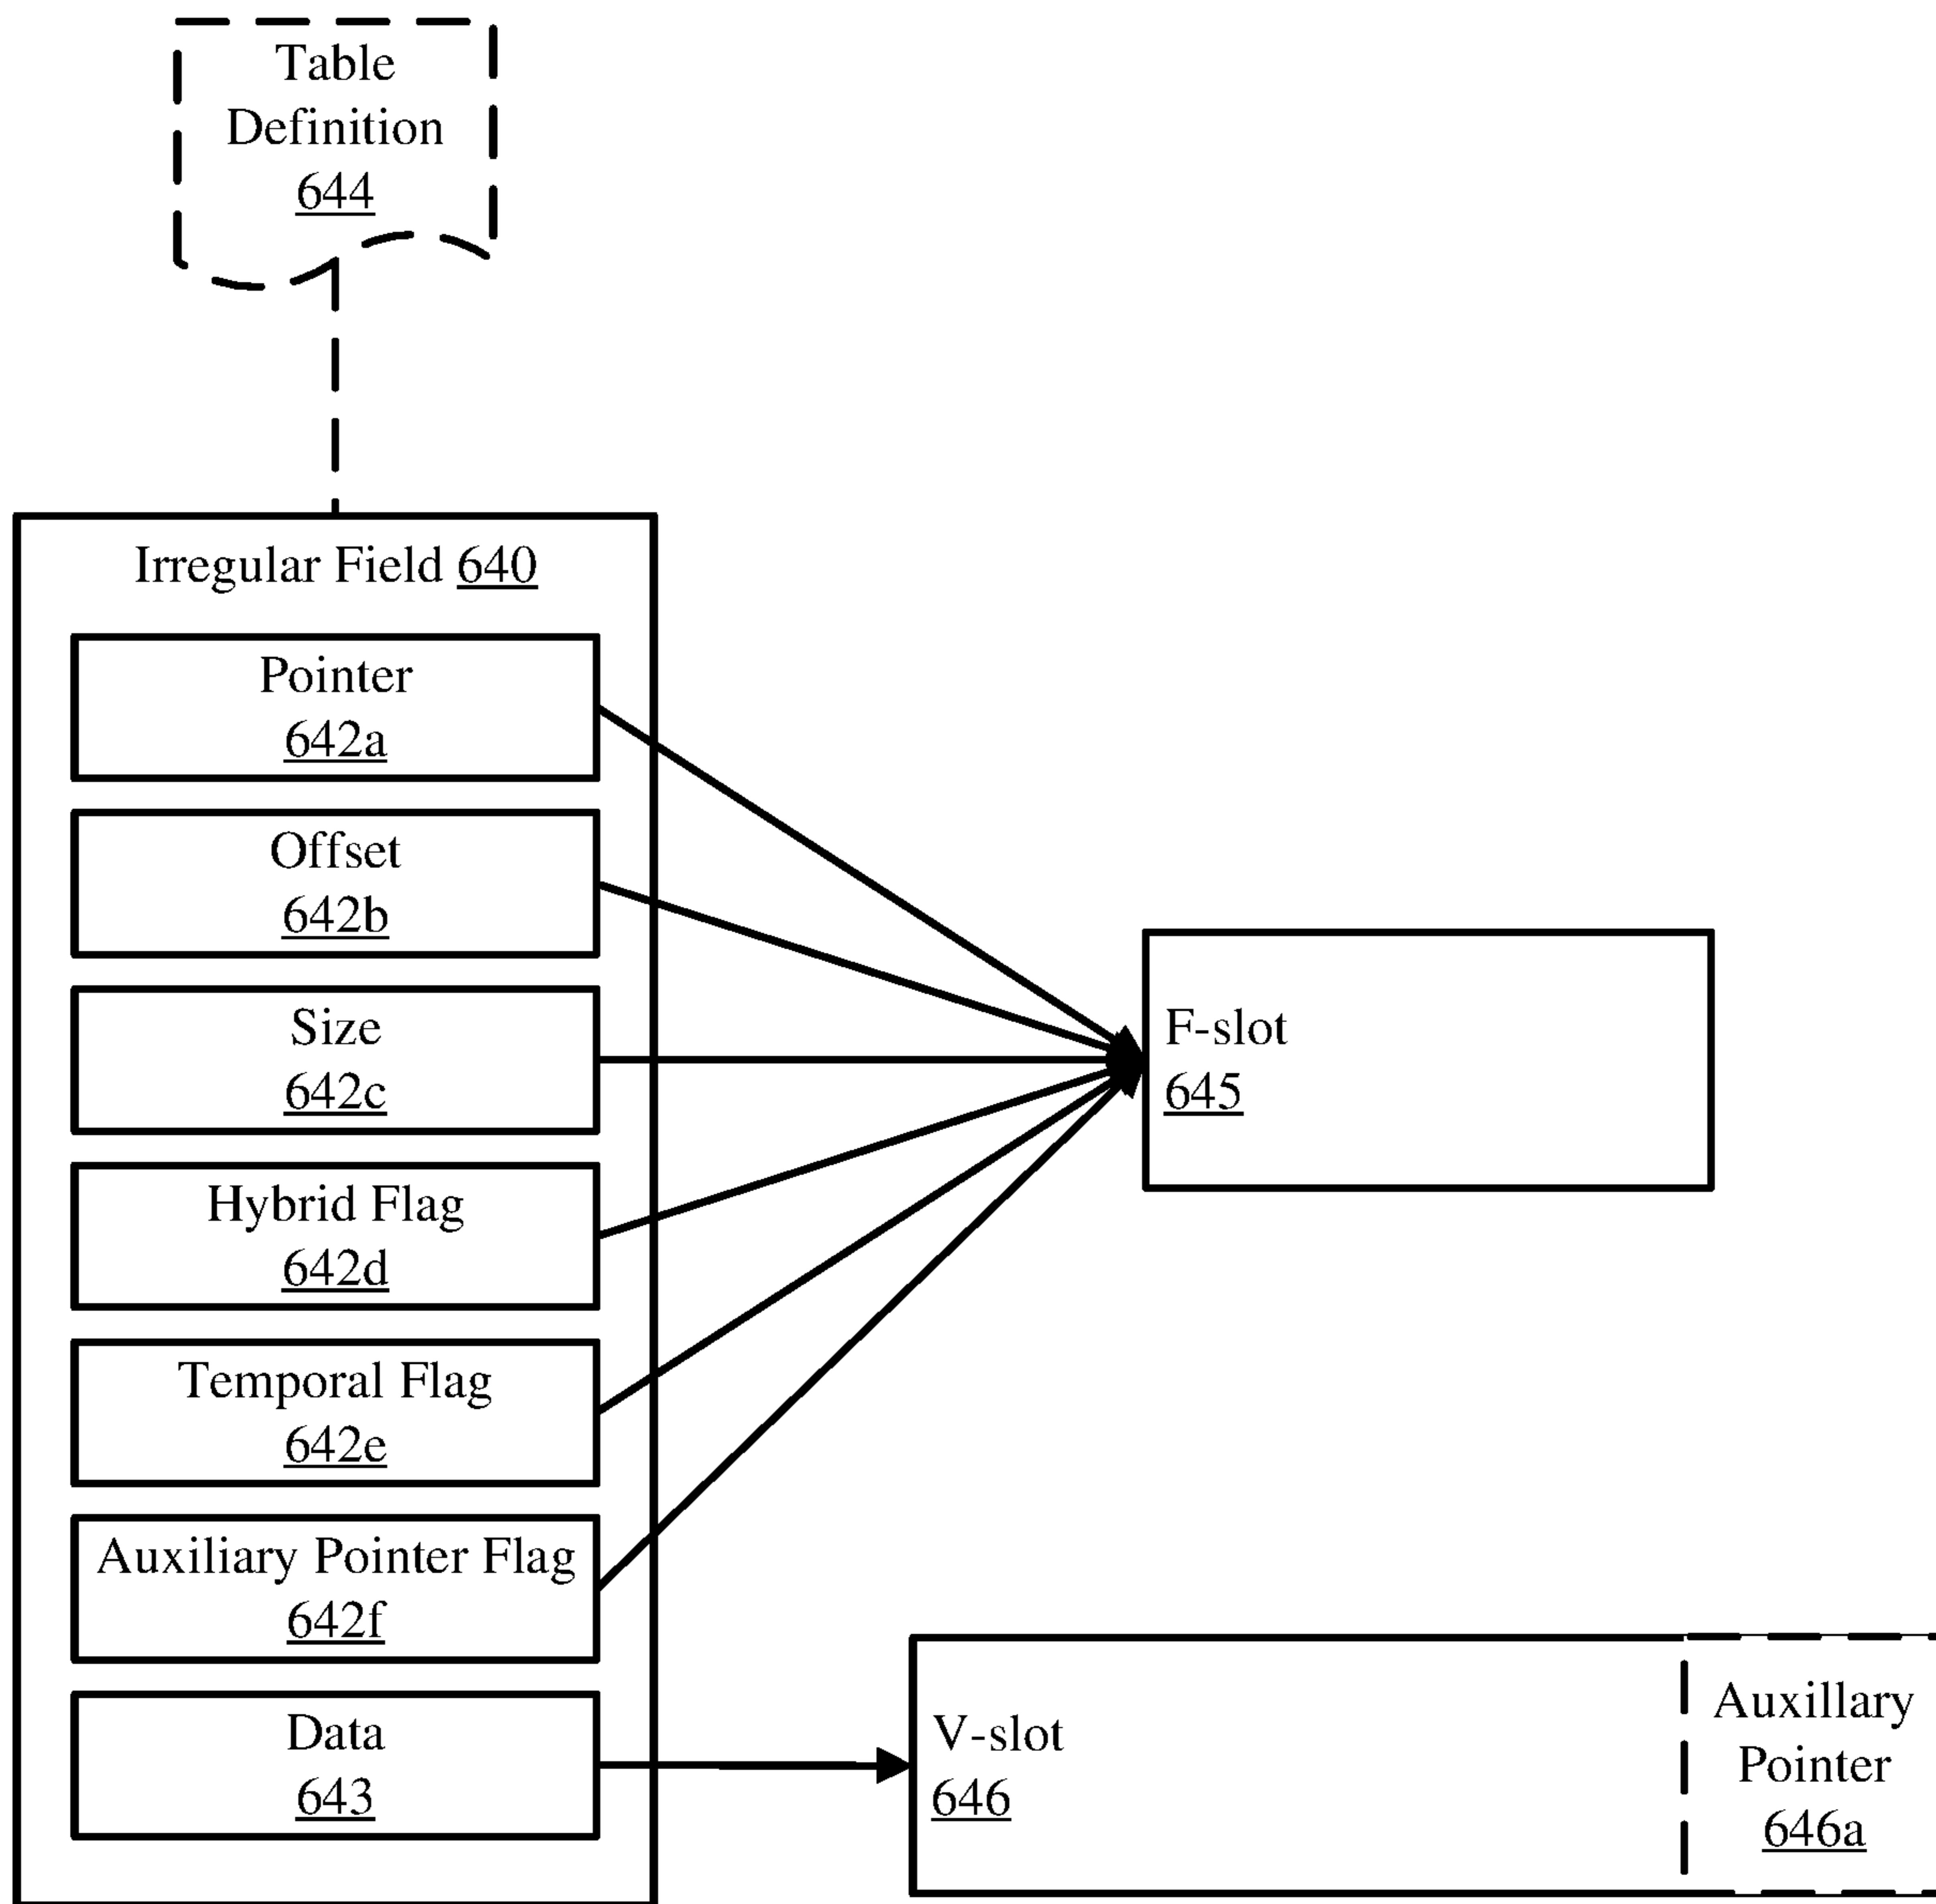 Table
Definition
644
Irregular Field 640
Pointer
642a
Offset
642b
Size
642c
Hybrid Flag
642d
Temporal Flag
642e
Auxiliary Pointer Flag
642f
Data
643
F-slot
645
V-slot
646
Auxillary
Pointer
646a